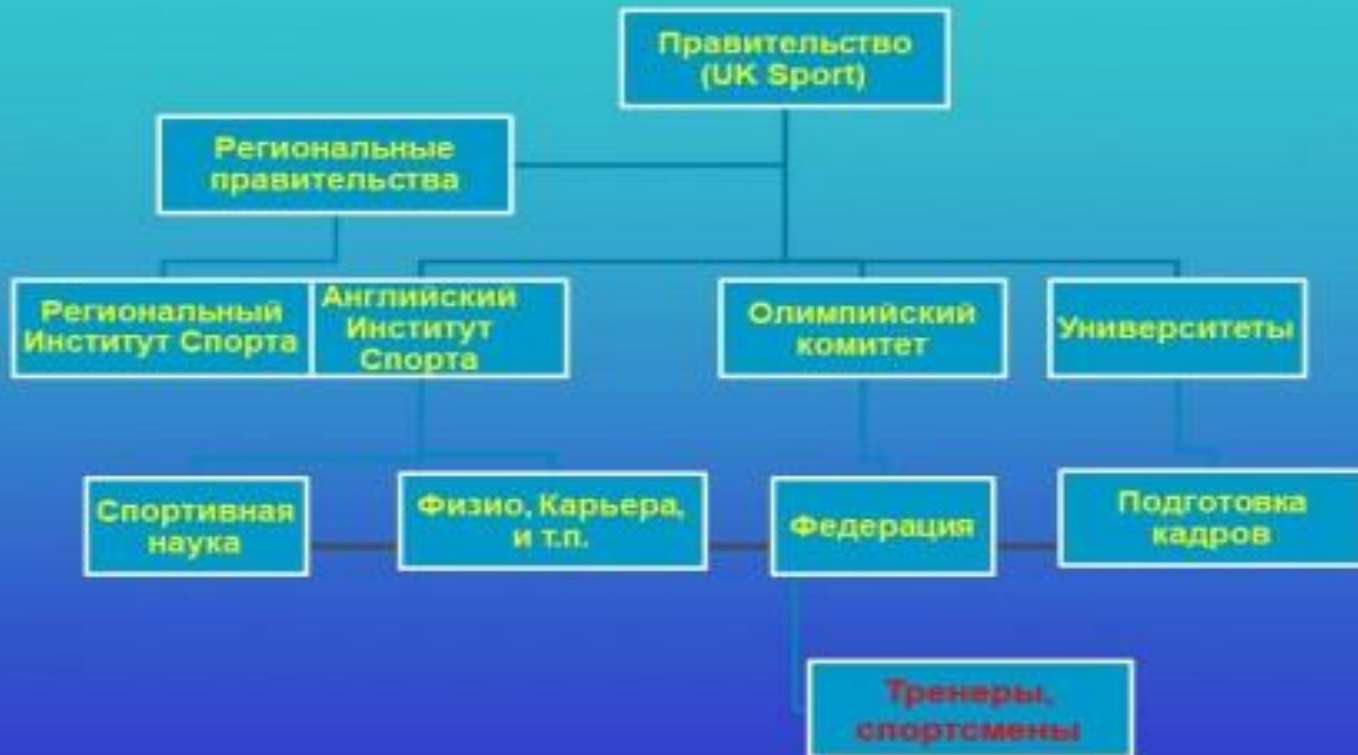 Правительство
(UK Sport)
Региональные
правительства
Региональный
Институт Спорта
Английский
Институт
Спорта
Олимпийский
комитет
Университеты
Спортивная
наука
Физио, Карьера,
и т.п.
Федерация
Подготовка
кадров
Тренеры,
спортсмены